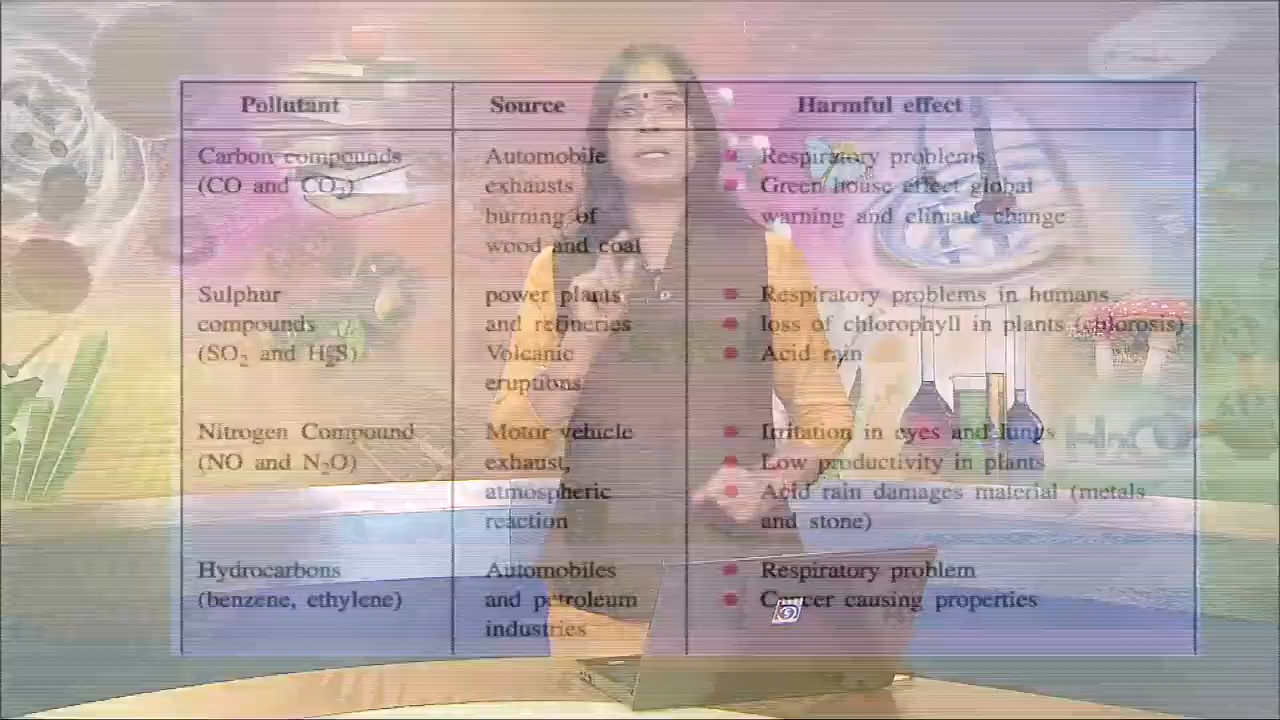 Pollutant Source Harmful effect
Carbon compounds
(CO and CO₂)
Automobile
exhausts
burning of
wood and coal
Respiratory problems
Green house effect global
warning and climate change
Sulphur
compounds
(SO₂ and H₂S)
power plants
and refineries
Volcanic
eruptions
Respiratory problems in humans
loss of chlorophyll in plants (chlorosis)
Acid rain
Nitrogen Compound
(NO and N₂O)
Motor vehicle
exhaust,
atmospheric
reaction
Irritation in eyes and lungs
Low productivity in plants
Acid rain damages material (metals
and stone)
Hydrocarbons
(benzene, ethylene)
Automobiles
and petroleum
industries
Respiratory problem
Cancer causing properties